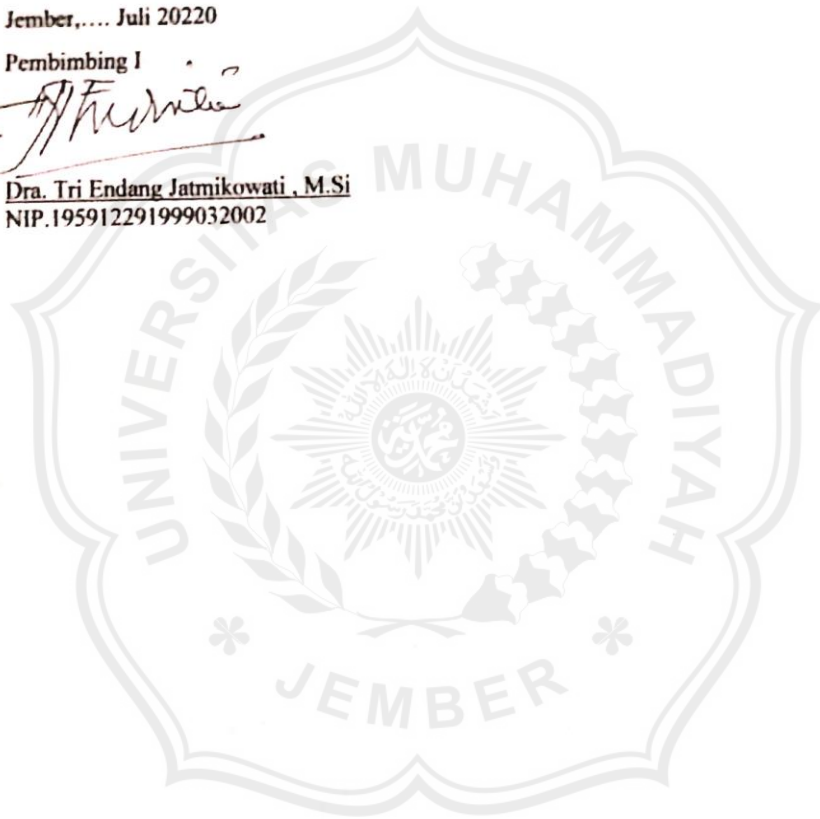 Jember,.... Juli 20220
Pembimbing I
Dra. Tri Endang Jatmikowati , M.Si
NIP.195912291999032002
UNIVERSITAS MUHAMMADIYAH
JEMBER